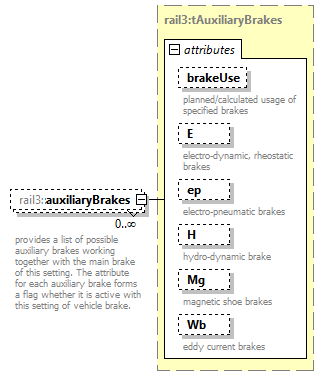 rail3:tAuxiliaryBrakes
attributes
brakeUse
planned/calculated usage of
specified brakes
E
electro-dynamic, rheostatic
brakes
ep
electro-pneumatic brakes
H
hydro-dynamic brake
Mg
magnetic shoe brakes
Wb
eddy current brakes
rail3:auxiliaryBrakes
0..∞
provides a list of possible
auxiliary brakes working
together with the main brake
of this setting. The attribute
for each auxiliary brake forms
a flag whether it is active with
this setting of vehicle brake.